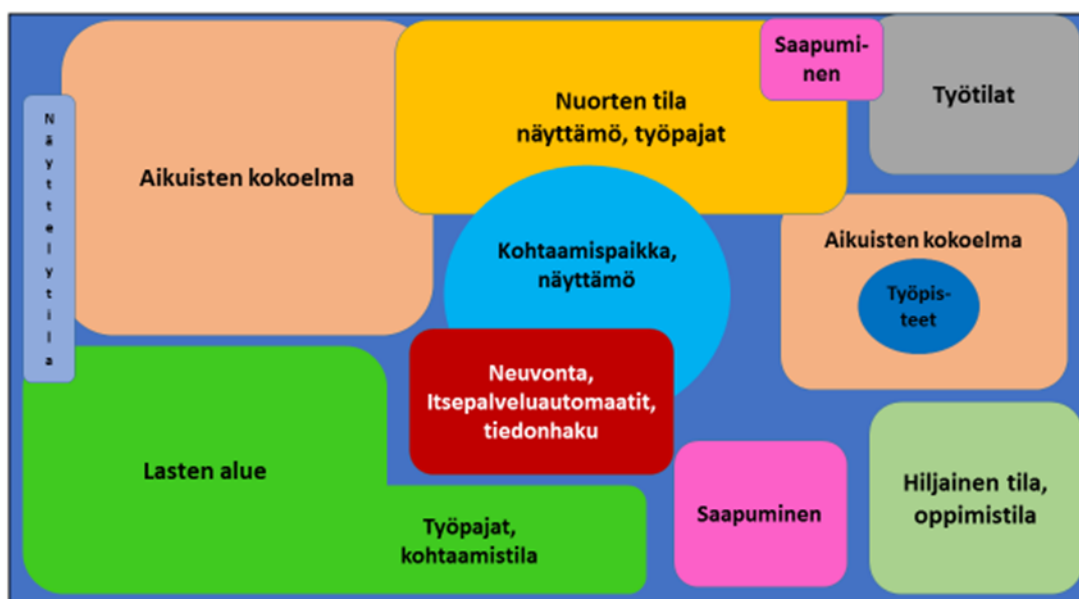 Näyttelytila
Aikuisten kokoelma
Nuorten tila
näyttämö, työpajat
Saapumi-
nen
Työtilat
Kohtaamispaikka,
näyttämö
Aikuisten kokoelma
Työpis-
teet
Neuvonta,
Itsepalveluautomaatit,
tiedonhaku
Lasten alue
Työpajat,
kohtaamistila
Saapuminen
Hiljainen tila,
oppimistila